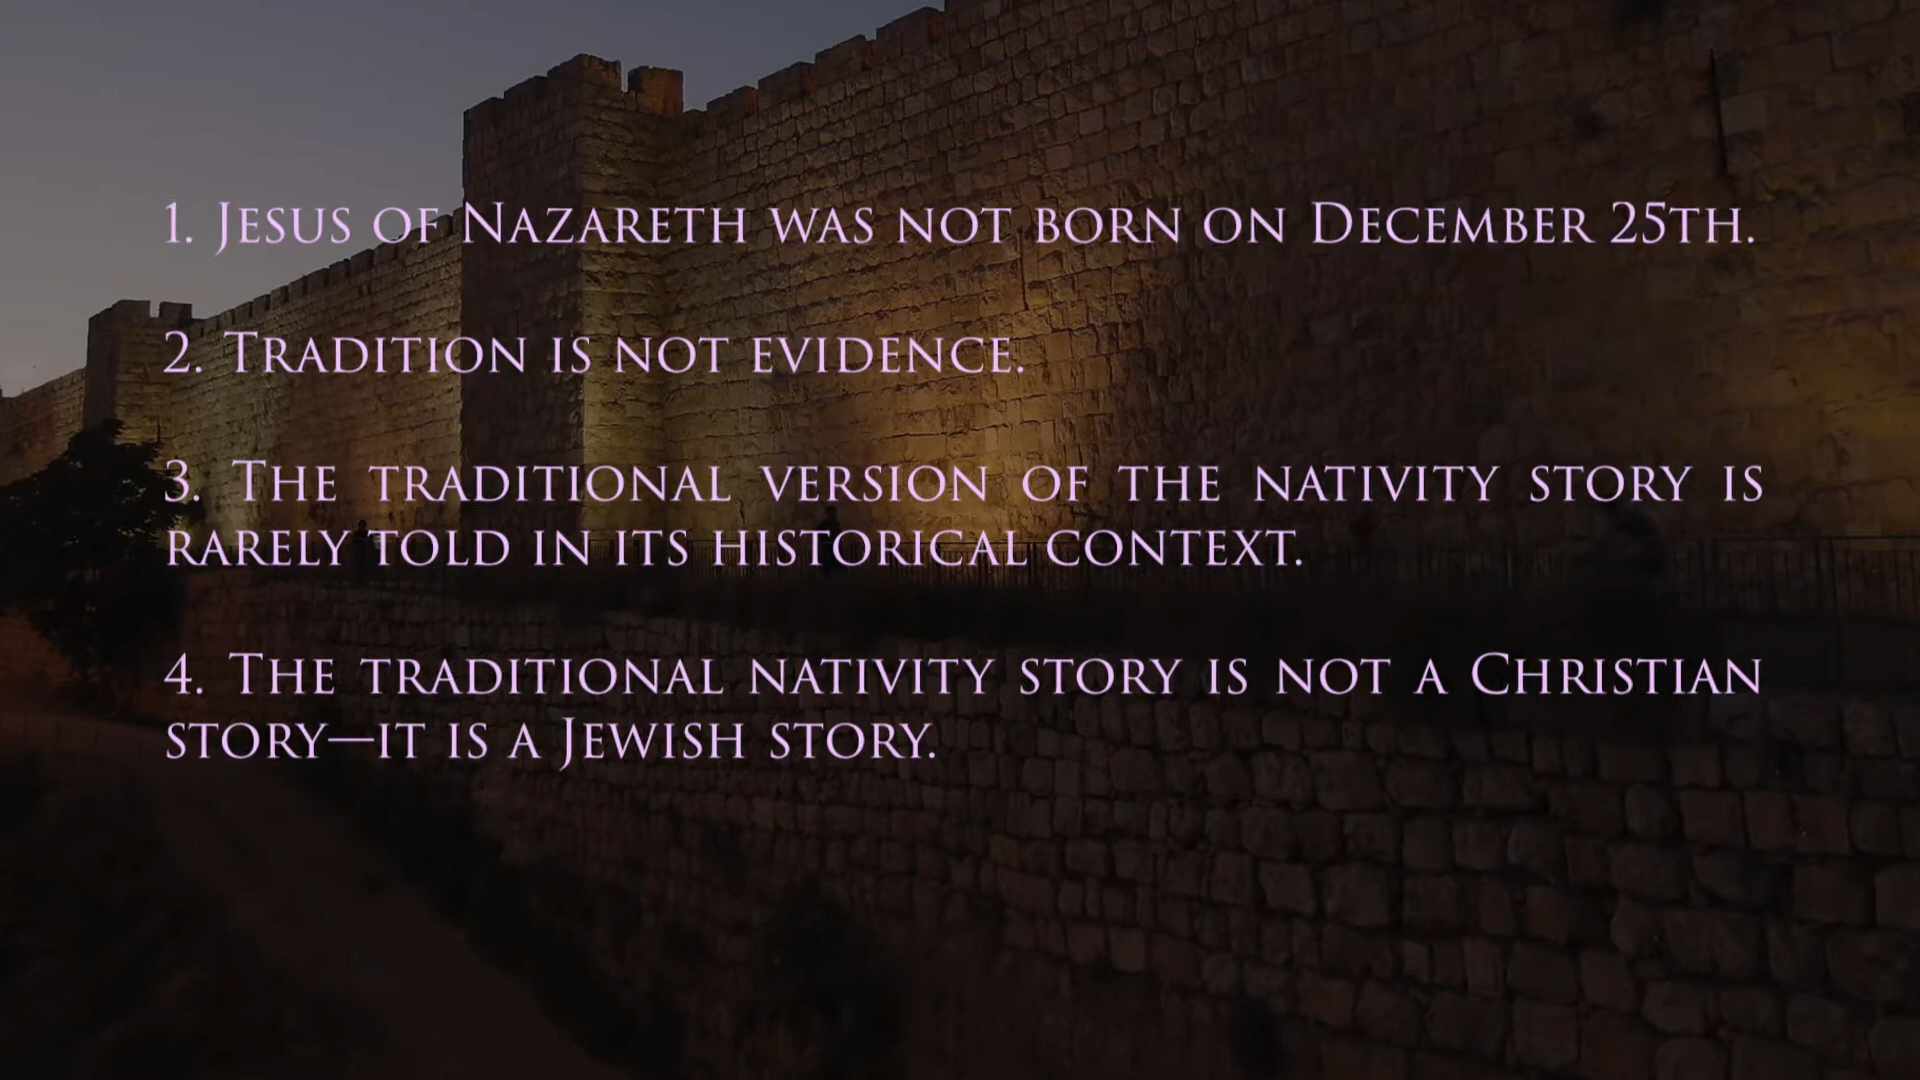 1. Jesus of Nazareth was not born on December 25th.
2. Tradition is not evidence.
3. The traditional version of the nativity story is
rarely told in its historical context.
4. The traditional nativity story is not a Christian
story—it is a Jewish story.